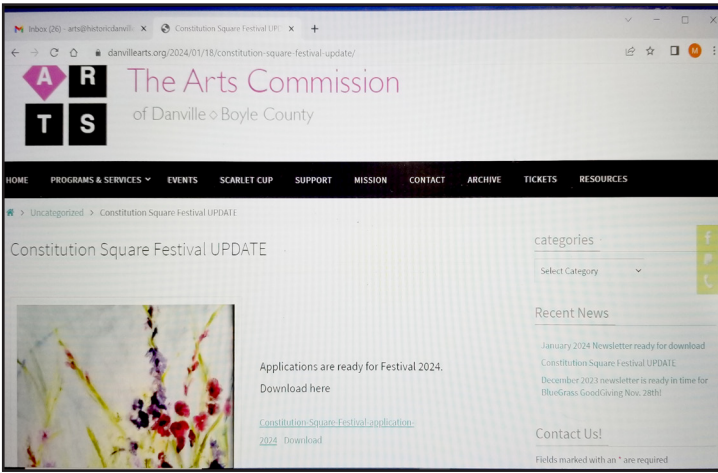 Inbox (26) - arts@historicdanvill
Constitution Square Festival UP
danvillearts.org/2024/01/18/constitution-square-festival-update/
M
A R
T S
The Arts Commission
of Danville ◇ Boyle County
HOME PROGRAMS & SERVICES EVENTS SCARLET CUP SUPPORT MISSION CONTACT ARCHIVE TICKETS RESOURCES
> Uncategorized > Constitution Square Festival UPDATE
Constitution Square Festival UPDATE
Applications are ready for Festival 2024.
Download here
Constitution-Square-Festival-application-
2024 Download
categories
Select Category
Recent News
January 2024 Newsletter ready for download
Constitution Square Festival UPDATE
December 2023 newsletter is ready in time for
BlueGrass GoodGiving Nov. 28th!
Contact Us!
Fields marked with an * are required